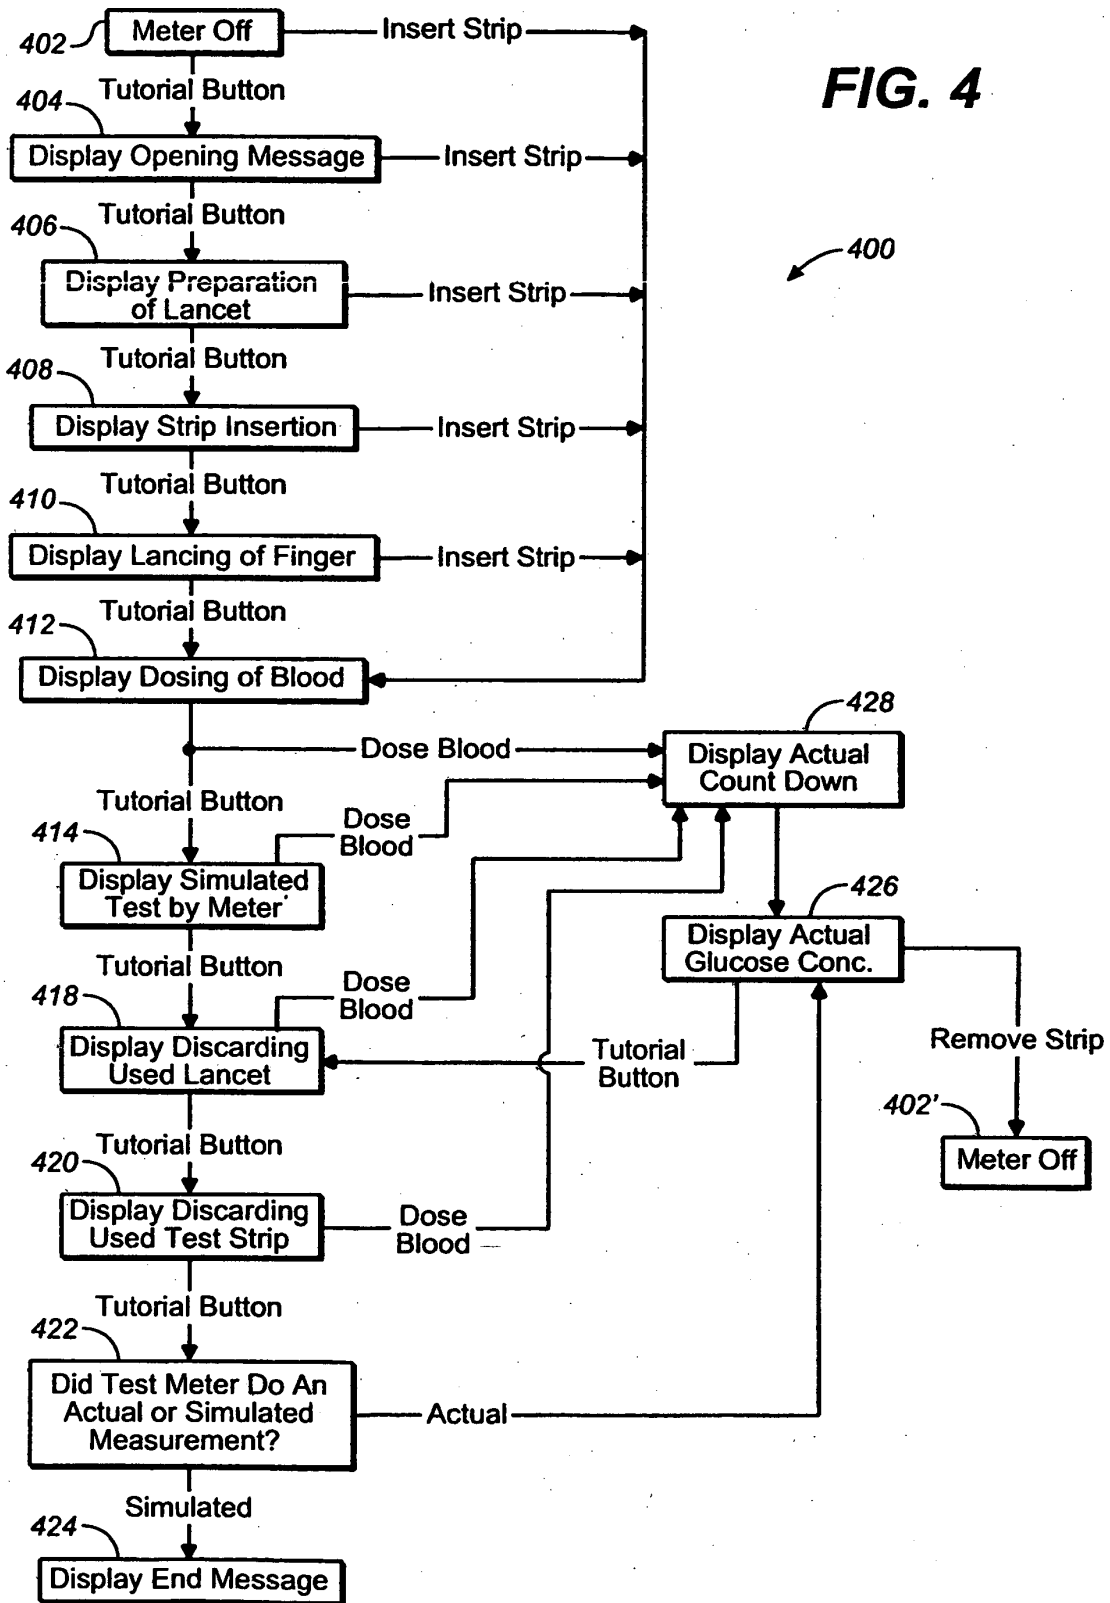 FIG. 4
400
402
Meter Off
Insert Strip
Tutorial Button
404
Display Opening Message
Insert Strip
Tutorial Button
406
Display Preparation
of Lancet
Insert Strip
Tutorial Button
408
Display Strip Insertion
Insert Strip
Tutorial Button
410
Display Lancing of Finger
Insert Strip
Tutorial Button
412
Display Dosing of Blood
Dose Blood
428
Display Actual
Count Down
Tutorial Button
414
Display Simulated
Test by Meter
Dose
Blood
426
Display Actual
Glucose Conc.
Tutorial Button
418
Display Discarding
Used Lancet
Dose
Blood
Tutorial
Button
Remove Strip
402'
Meter Off
Tutorial Button
420
Display Discarding
Used Test Strip
Dose
Blood
Tutorial Button
422
Did Test Meter Do An
Actual or Simulated
Measurement?
Actual
Simulated
424
Display End Message